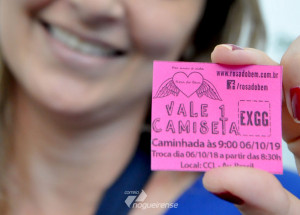 www.rosadobem.com.br
/rosadobem
VALE 1
CAMISETA
EXGG
Caminhada às 9:00 06/10/19
Troca dia 06/10/18 a partir das 8:30h
Local: CCL - Av. Brasil
correio
nogueirense